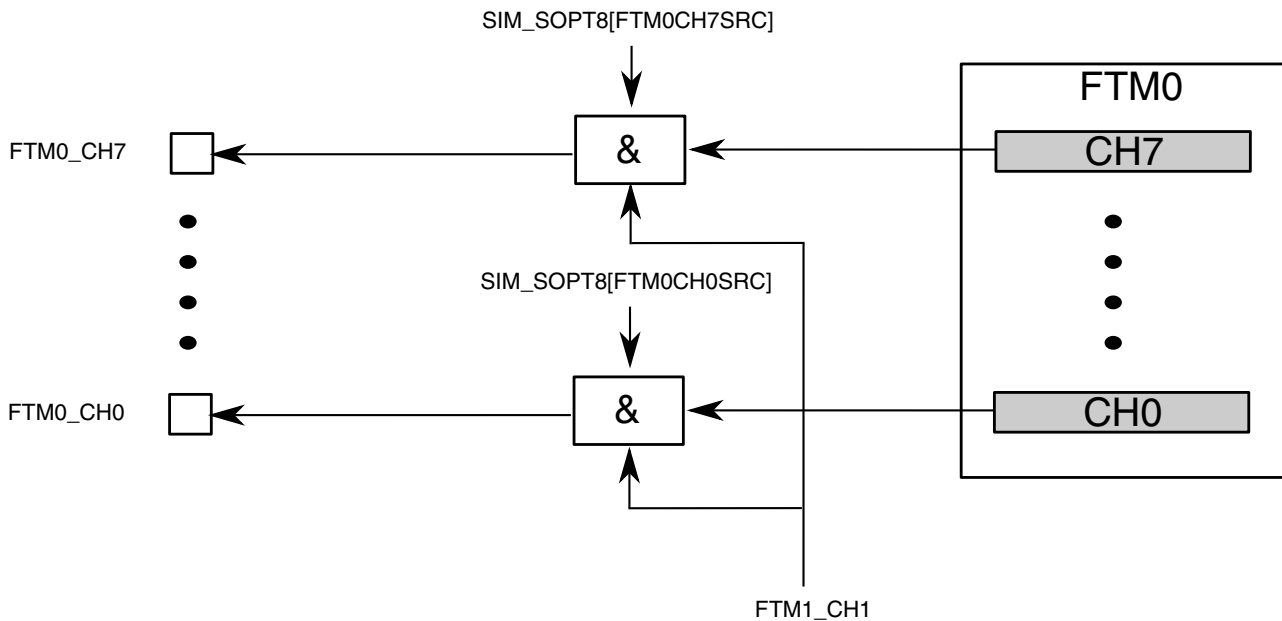 SIM_SOPT8[FTM0CH7SRC]
FTM0
FTM0_CH7
&
CH7
SIM_SOPT8[FTM0CH0SRC]
FTM0_CH0
&
CH0
FTM1_CH1